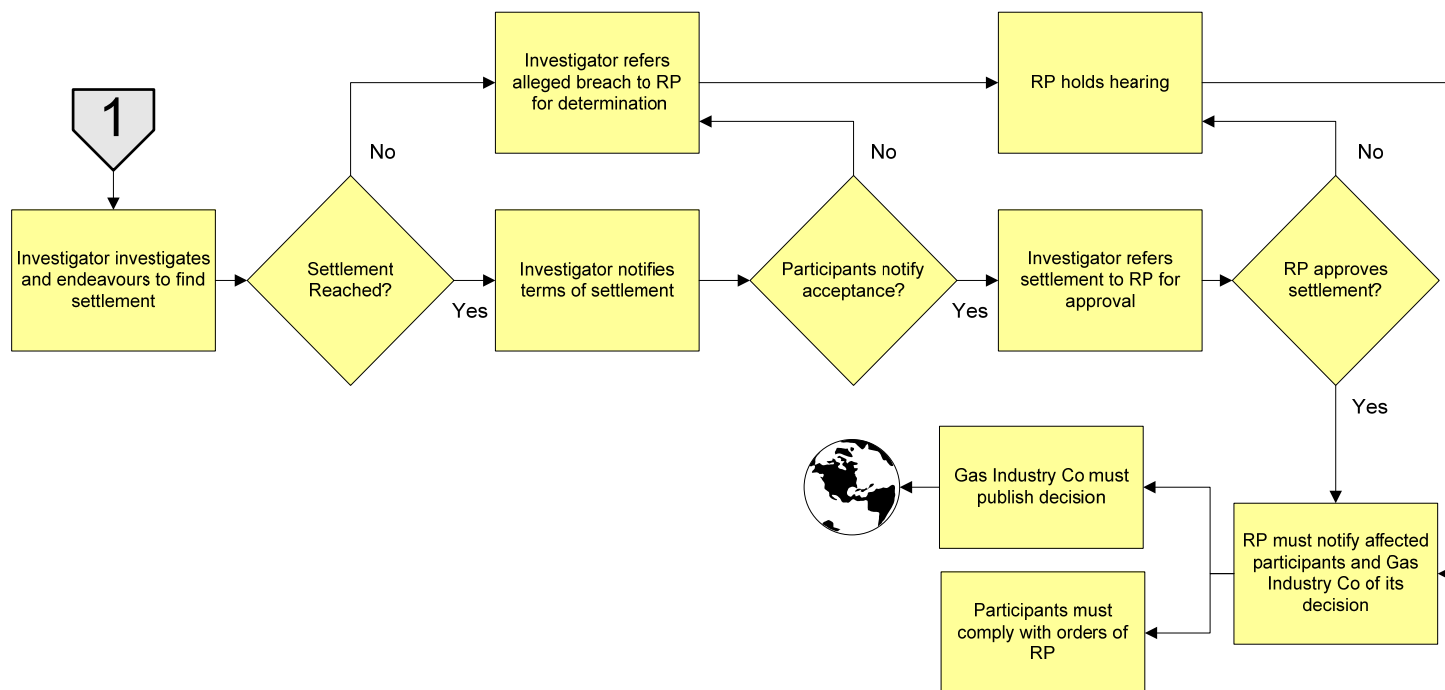 1
Investigator investigates
and endeavours to find
settlement
Settlement
Reached?
No
Yes
Investigator refers
alleged breach to RP
for determination
Investigator notifies
terms of settlement
Participants notify
acceptance?
No
Yes
RP holds hearing
Investigator refers
settlement to RP for
approval
RP approves
settlement?
No
Yes
RP must notify affected
participants and Gas
Industry Co of its
decision
Gas Industry Co must
publish decision
Participants must
comply with orders of
RP